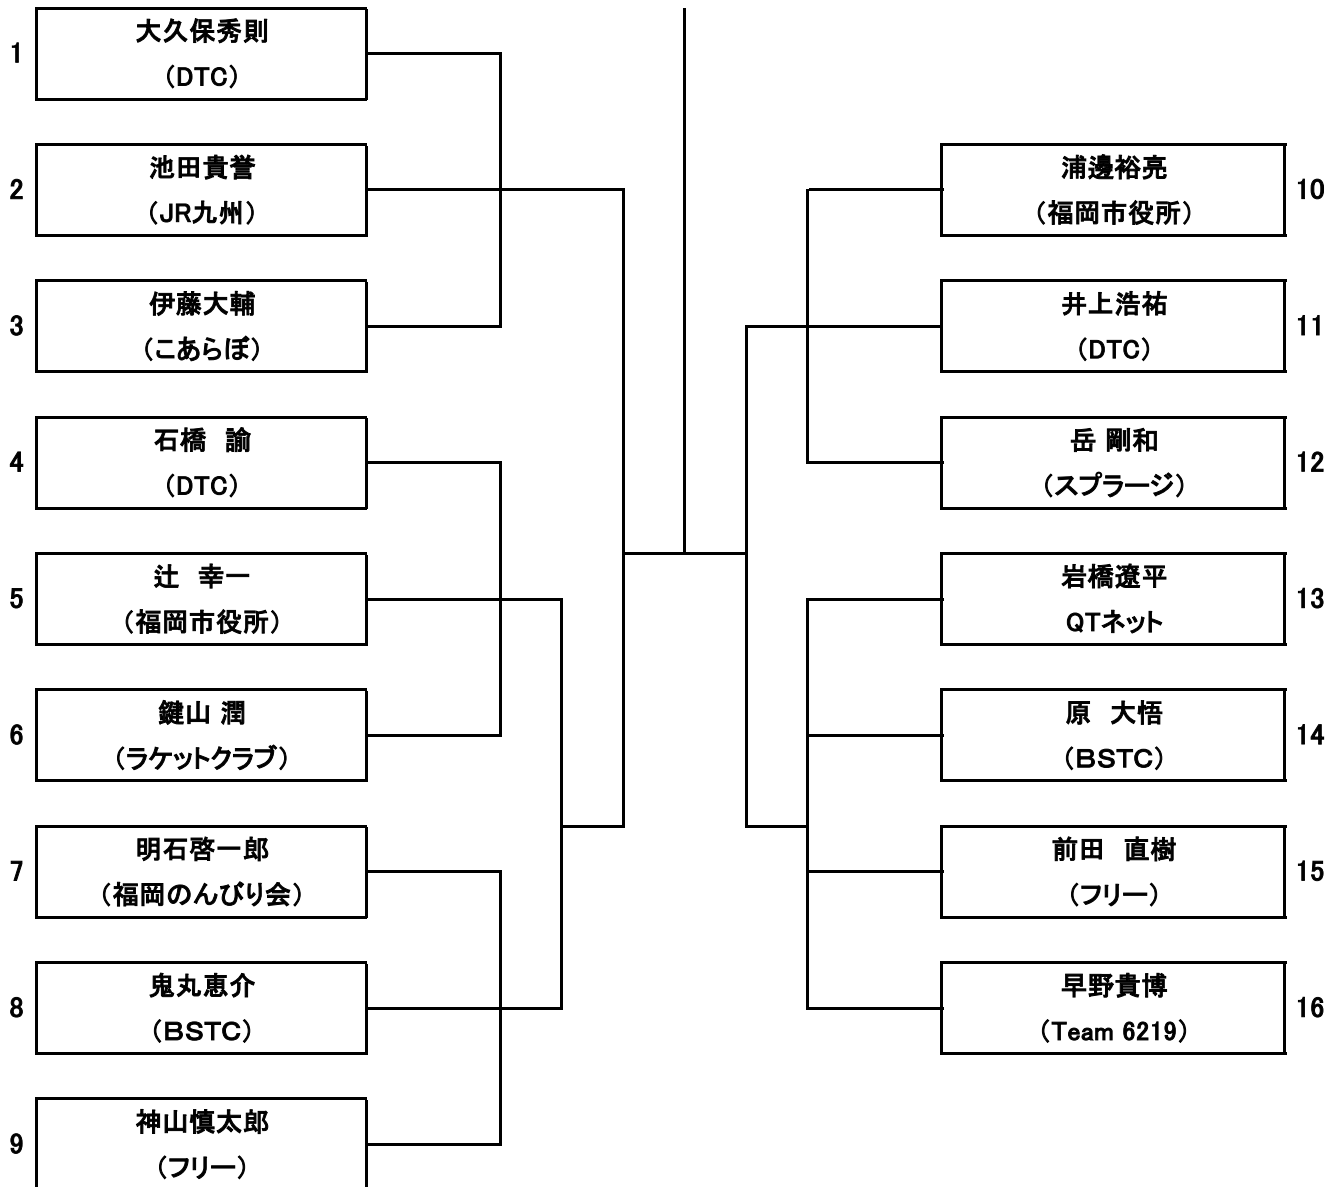 1
大久保秀則
（DTC）
2
池田貴誉
（JR九州）
3
伊藤大輔
（こあらぼ）
4
石橋　諭
（DTC）
5
辻　幸一
（福岡市役所）
6
鍵山 潤
（ラケットクラブ）
7
明石啓一郎
（福岡のんびり会）
8
鬼丸恵介
（ＢＳＴＣ）
9
神山慎太郎
（フリー）
浦邊裕亮
（福岡市役所）
10
井上浩祐
（DTC）
11
岳 剛和
（スプラージ）
12
岩橋遼平
QTネット
13
原　大悟
（ＢＳＴＣ）
14
前田　直樹
（フリー）
15
早野貴博
（Team 6219）
16